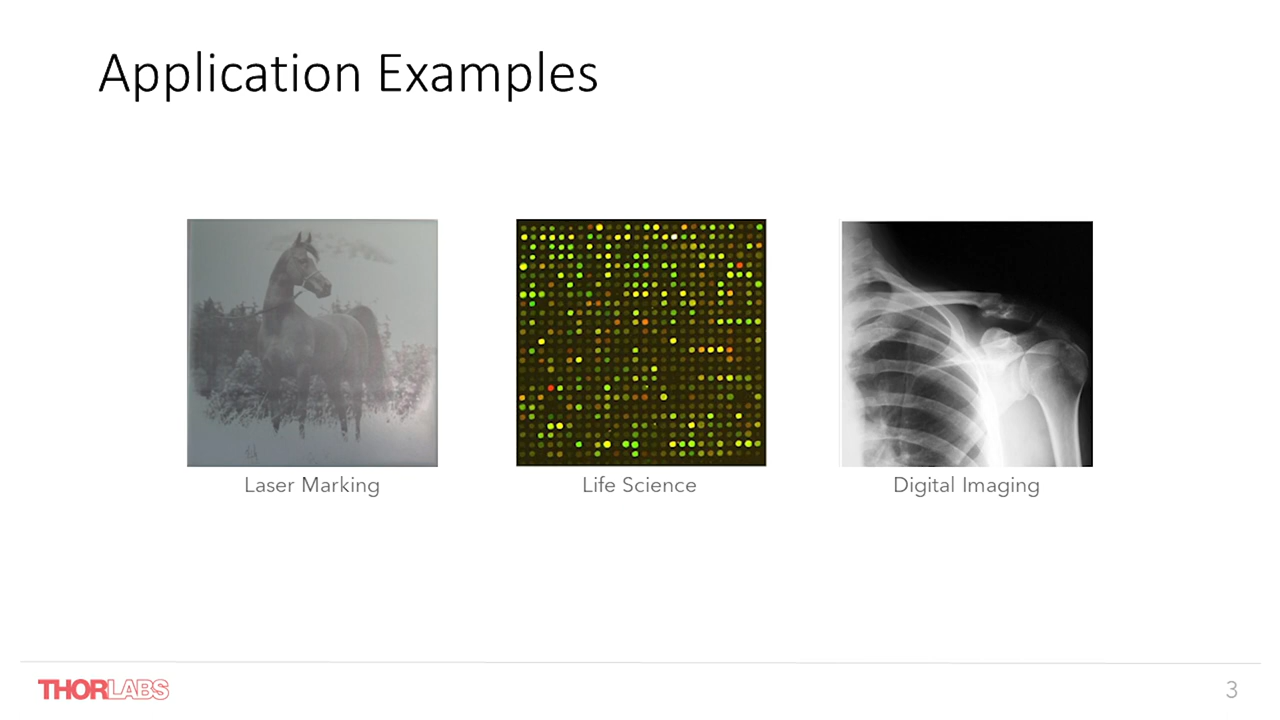 Application Examples
Laser Marking
Life Science
Digital Imaging
THORLABS
3